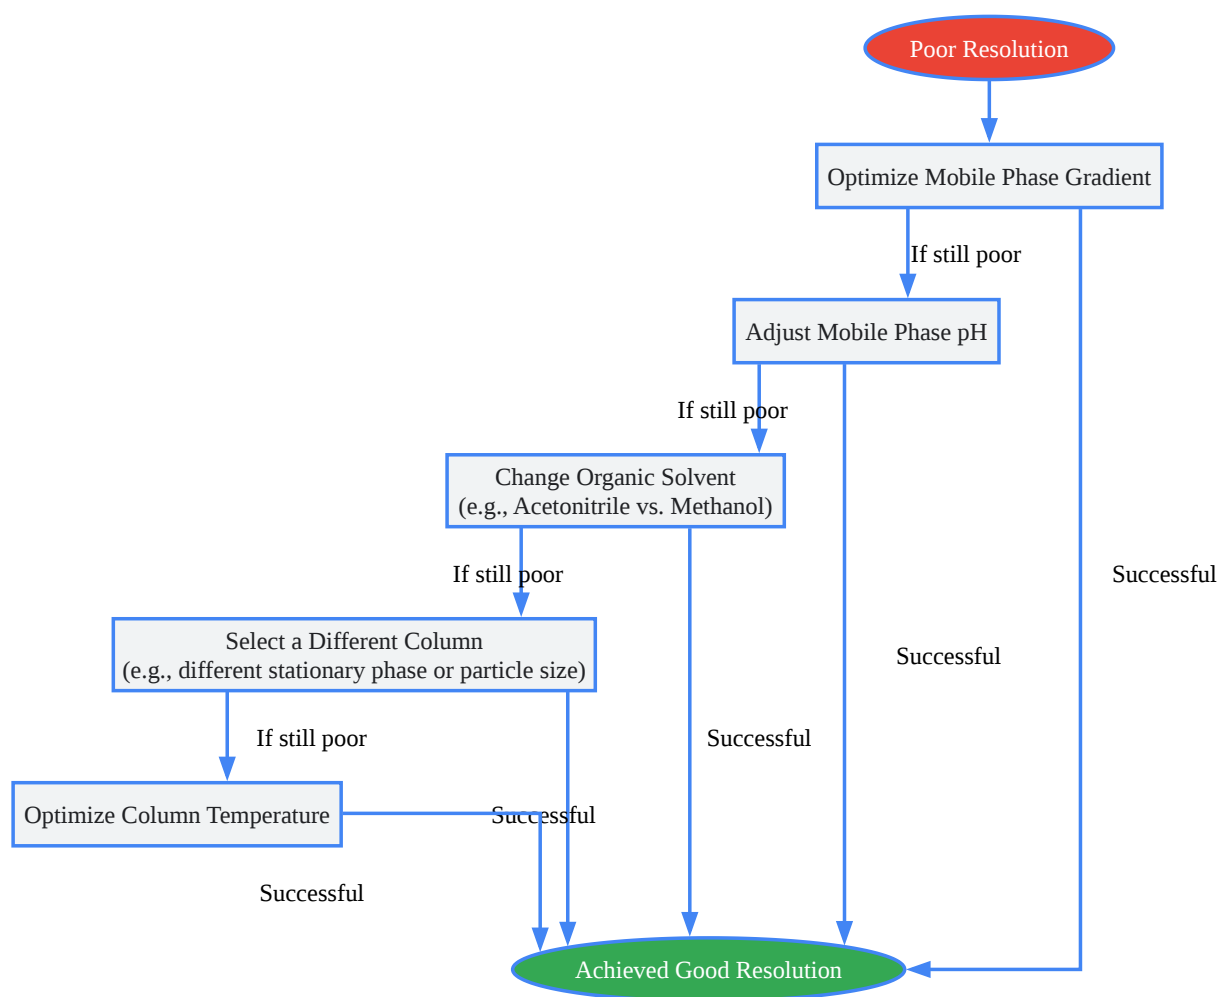 Poor Resolution
Optimize Mobile Phase Gradient
If still poor
Adjust Mobile Phase pH
If still poor
Change Organic Solvent
(e.g., Acetonitrile vs. Methanol)
If still poor
Successful
Select a Different Column
(e.g., different stationary phase or particle size)
Successful
If still poor
Successful
Optimize Column Temperature
Successful
Successful
Achieved Good Resolution